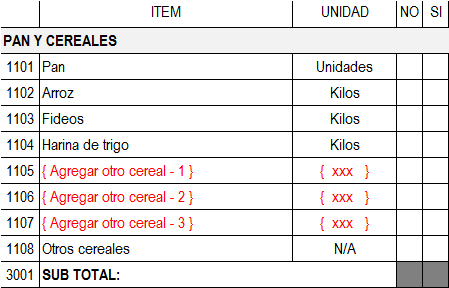 ITEM UNIDAD NO SI
PAN Y CEREALES
1101 Pan Unidades
1102 Arroz Kilos
1103 Fideos Kilos
1104 Harina de trigo Kilos
1105 { Agregar otro cereal - 1 } { xxx }
1106 { Agregar otro cereal - 2 } { xxx }
1107 { Agregar otro cereal - 3 } { xxx }
1108 Otros cereales N/A
3001 SUB TOTAL: